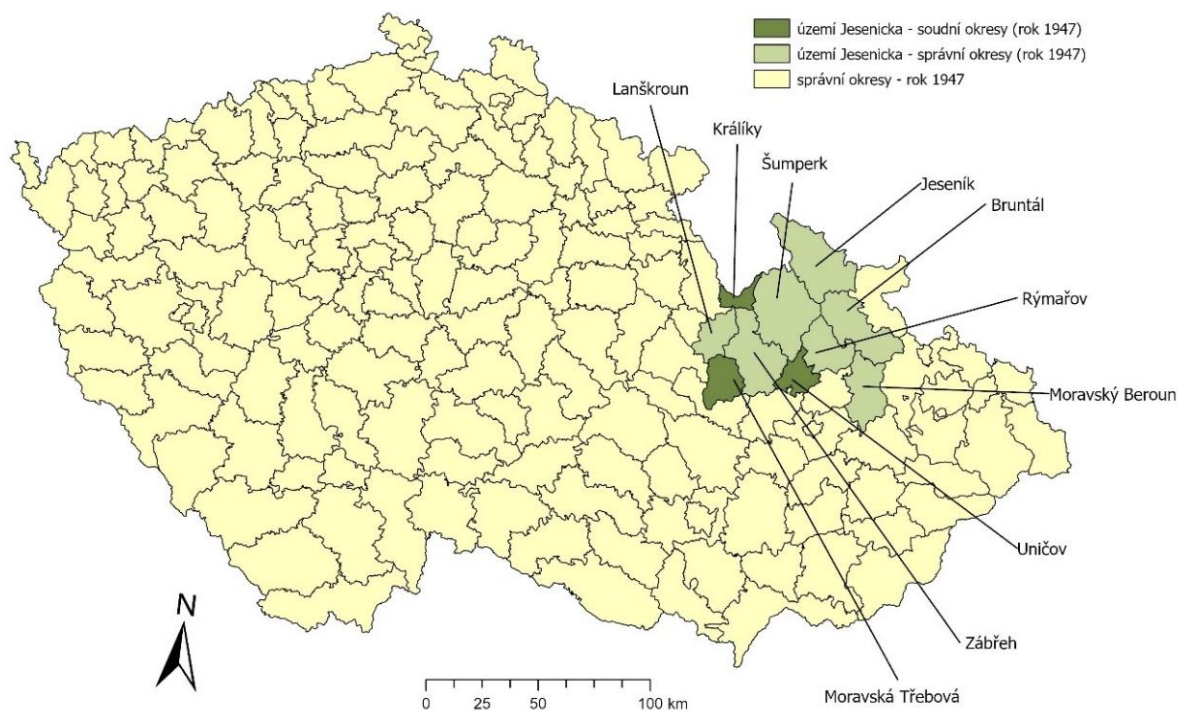 území Jesenicka - soudní okresy (rok 1947)
území Jesenicka - správní okresy (rok 1947)
správní okresy - rok 1947
Lanškroun
Králíky
Šumperk
Jeseník
Bruntál
Rýmařov
Moravský Beroun
Uničov
Zábřeh
Moravská Třebová
N
0 25 50 100 km